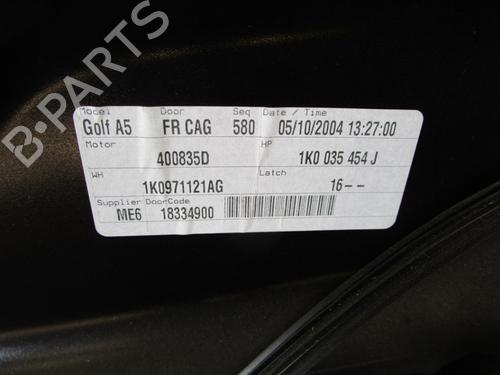 B-PARTS
Model Door Seq Date / Time
Golf A5 FR CAG 580 05/10/2004 13:27:00
Motor HP
400835D 1K0 035 454 J
WH Latch
1K0971121AG 16--
Supplier DoorCode
ME6 18334900